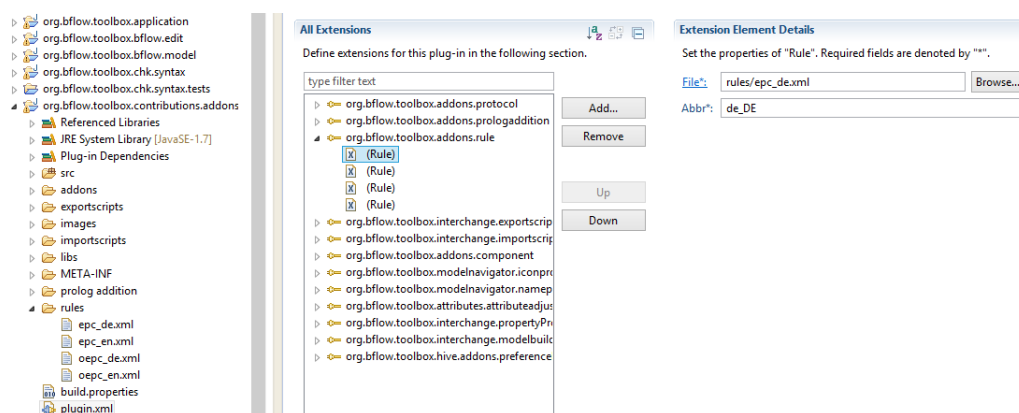 org.bflow.toolbox.application
org.bflow.toolbox.bflow.edit
org.bflow.toolbox.bflow.model
org.bflow.toolbox.chk.syntax
org.bflow.toolbox.chk.syntax.tests
org.bflow.toolbox.contributions.addons
Referenced Libraries
JRE System Library [JavaSE-1.7]
Plug-in Dependencies
src
addons
exportscripts
images
importscripts
libs
META-INF
prolog addition
rules
epc_de.xml
epc_en.xml
oepc_de.xml
oepc_en.xml
build.properties
plugin.xml
All Extensions
Define extensions for this plug-in in the following section.
type filter text
org.bflow.toolbox.addons.protocol
org.bflow.toolbox.addons.prologaddition
org.bflow.toolbox.addons.rule
(Rule)
(Rule)
(Rule)
(Rule)
org.bflow.toolbox.interchange.exportscrip
org.bflow.toolbox.interchange.importscrip
org.bflow.toolbox.addons.component
org.bflow.toolbox.modelnavigator.iconpro
org.bflow.toolbox.modelnavigator.namep
org.bflow.toolbox.attributes.attributeadjus
org.bflow.toolbox.interchange.propertyPr
org.bflow.toolbox.interchange.modelbuild
org.bflow.toolbox.hive.addons.preference
Add...
Remove
Up
Down
Extension Element Details
Set the properties of "Rule". Required fields are denoted by "*".
File*: rules/epc_de.xml Browse...
Abbr*: de_DE